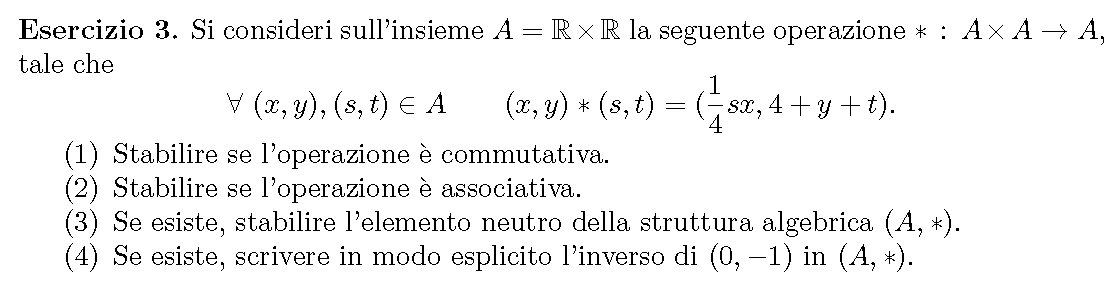 Esercizio 3. Si consideri sull'insieme A = ℝ × ℝ la seguente operazione ∗ : A × A → A,
tale che
∀ (x, y), (s, t) ∈ A (x, y) ∗ (s, t) = (1/4 sx, 4 + y + t).
(1) Stabilire se l'operazione è commutativa.
(2) Stabilire se l'operazione è associativa.
(3) Se esiste, stabilire l'elemento neutro della struttura algebrica (A, ∗).
(4) Se esiste, scrivere in modo esplicito l'inverso di (0, −1) in (A, ∗).